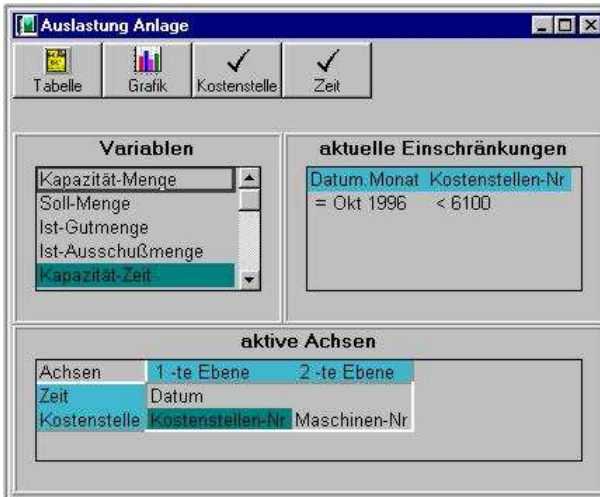 Auslastung Anlage
Tabelle Grafik Kostenstelle Zeit
Variablen
Kapazität-Menge
Soll-Menge
Ist-Gutmenge
Ist-Ausschußmenge
Kapazität-Zeit
aktuelle Einschränkungen
Datum.Monat Kostenstellen-Nr
= Okt 1996 < 6100
aktive Achsen
Achsen 1 -te Ebene 2 -te Ebene
Zeit Datum
Kostenstelle Kostenstellen-Nr Maschinen-Nr